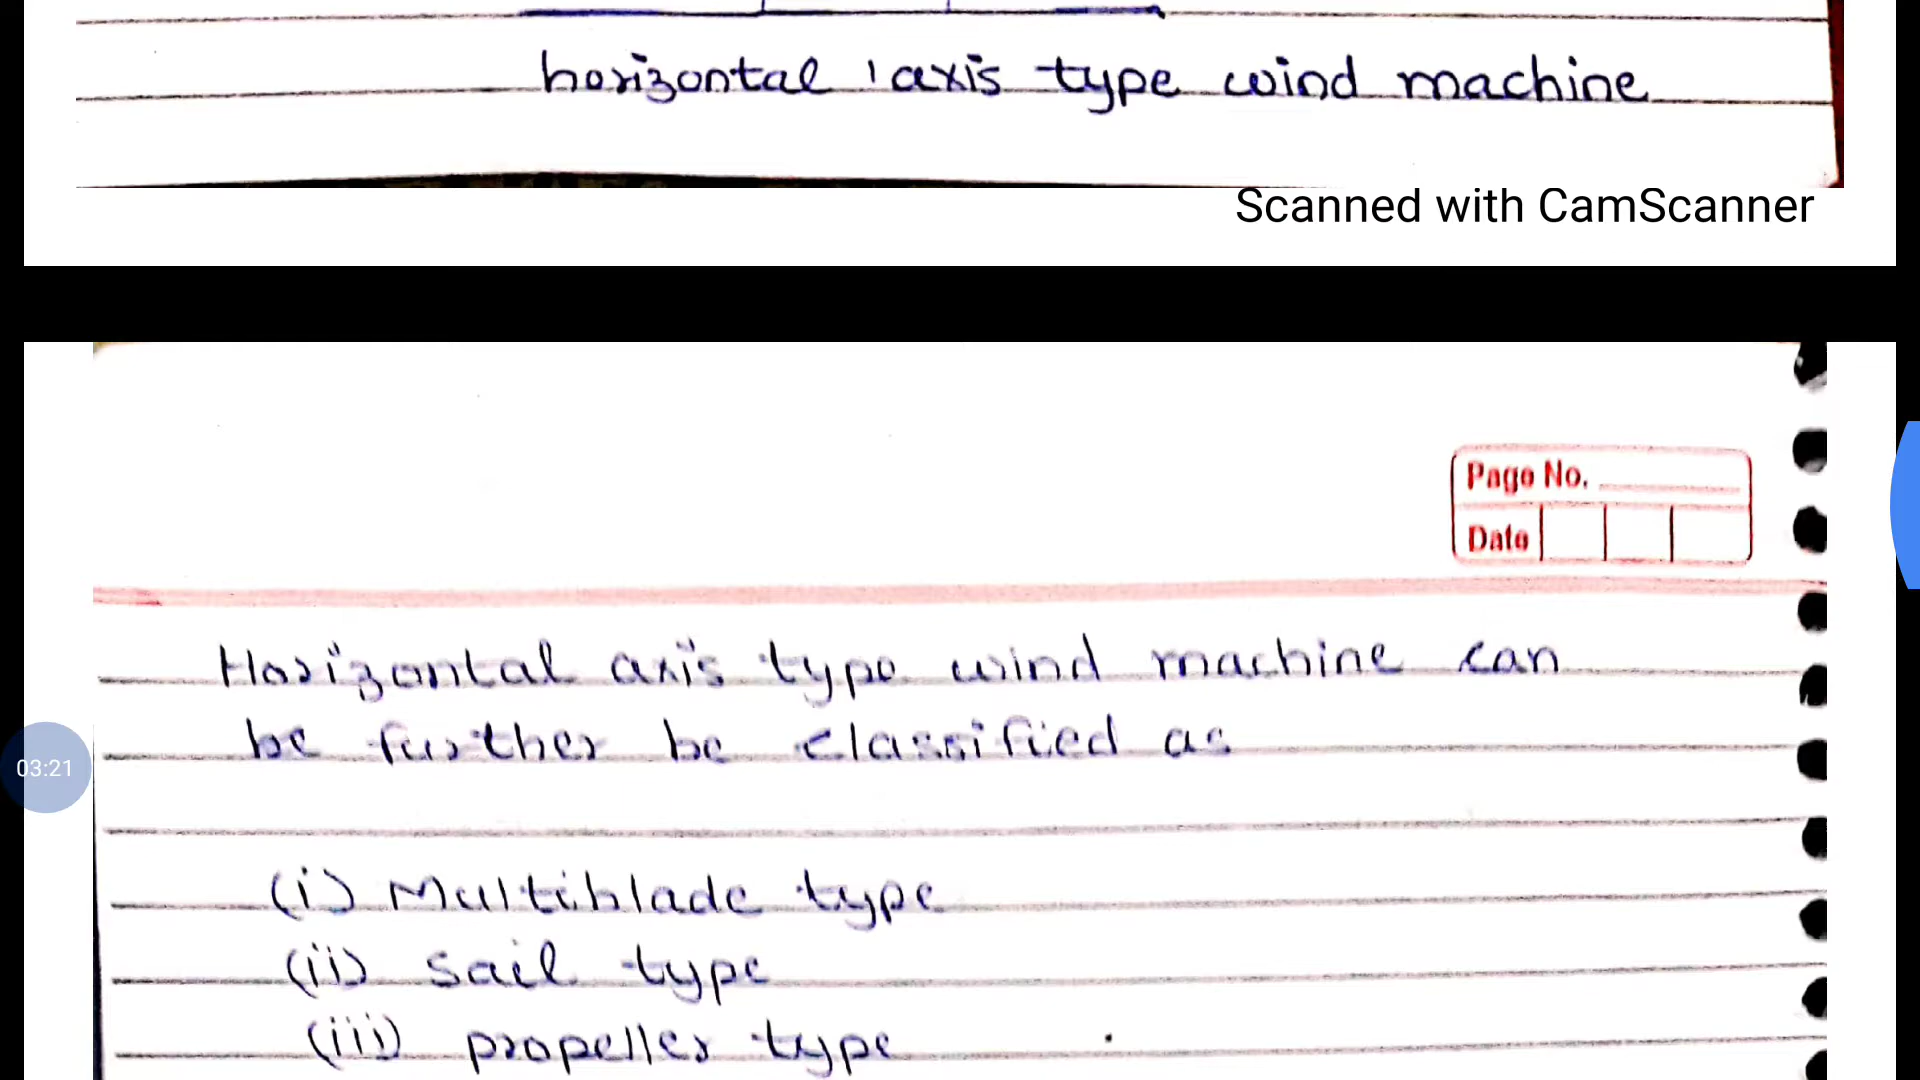 horizontal axis type wind machine
Scanned with CamScanner
Page No.
Date
Horizontal axis type wind machine can
be further be classified as
03:21
(i) Multiblade type
(ii) sail type
(iii) propeller type